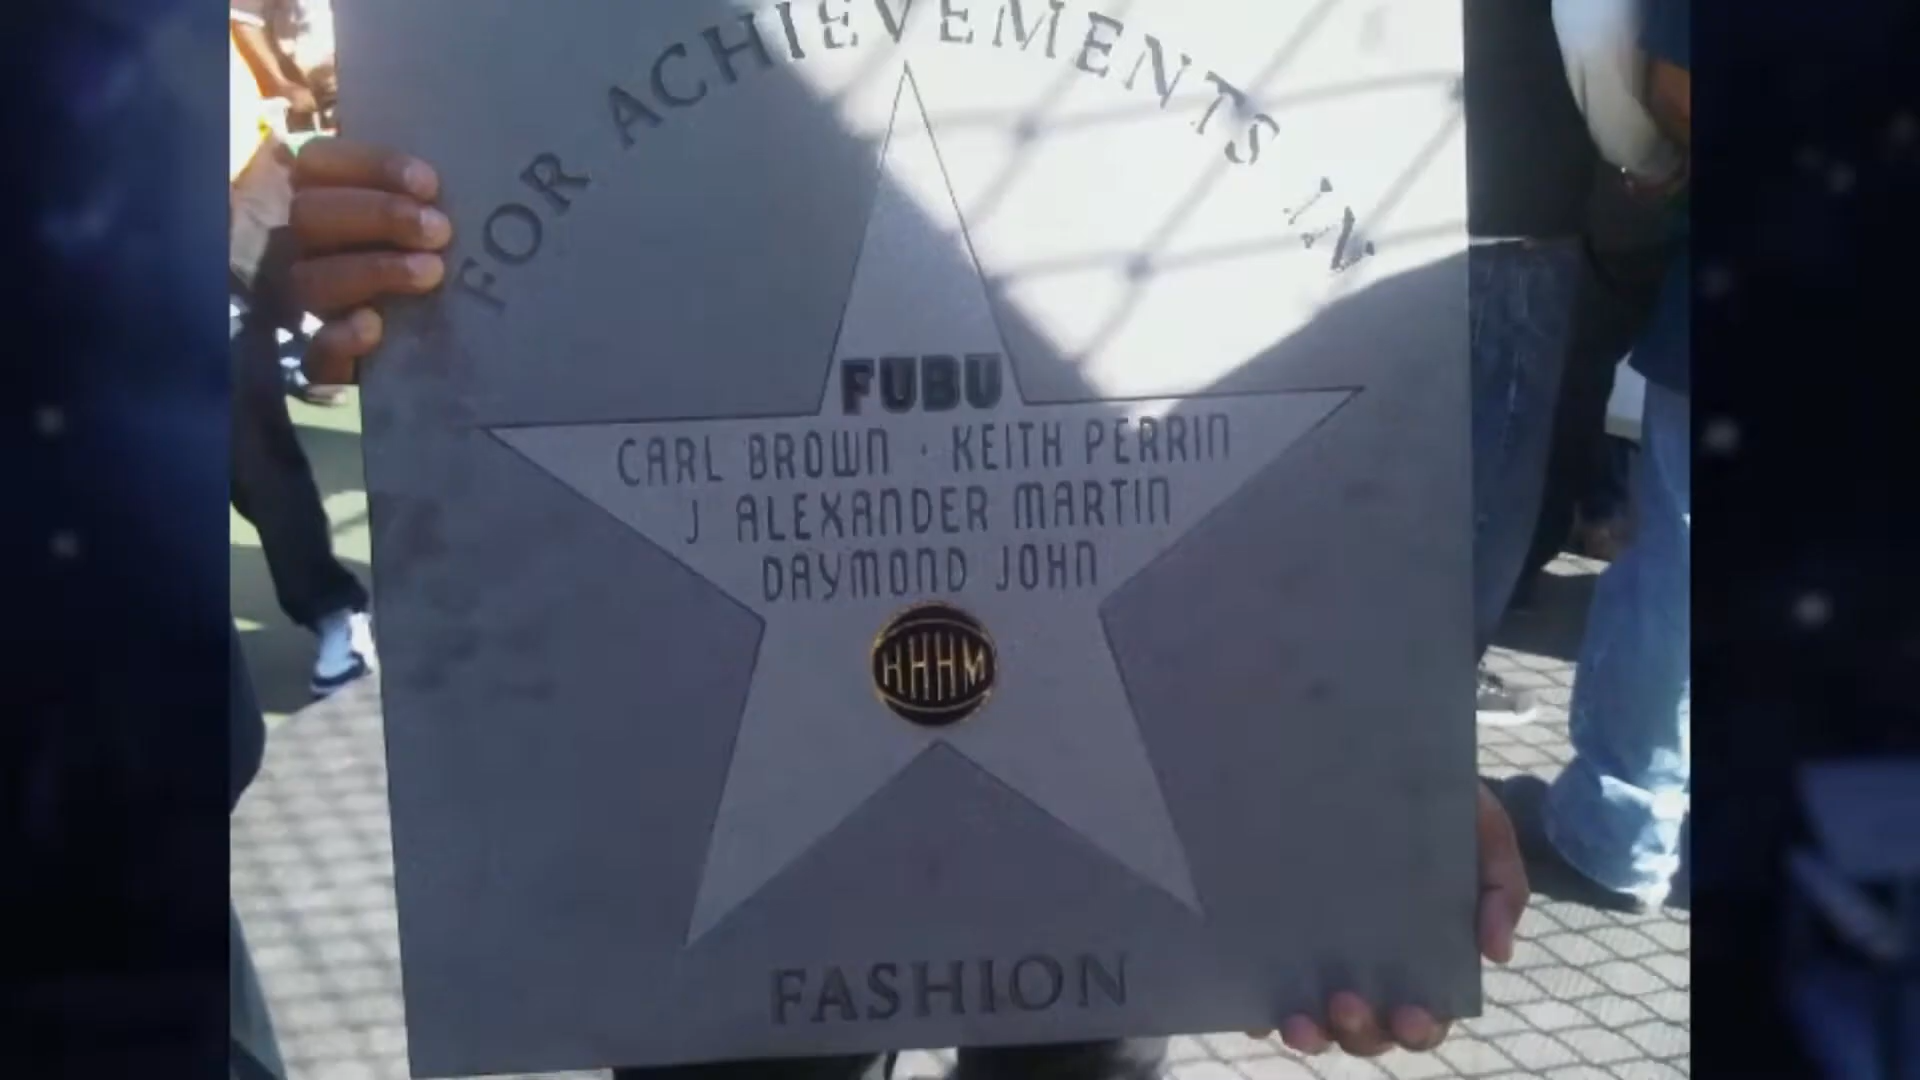 FOR ACHIEVEMENTS IN
FUBU
CARL BROWN · KEITH PERRIN
J ALEXANDER MARTIN
DAYMOND JOHN
HHHM
FASHION